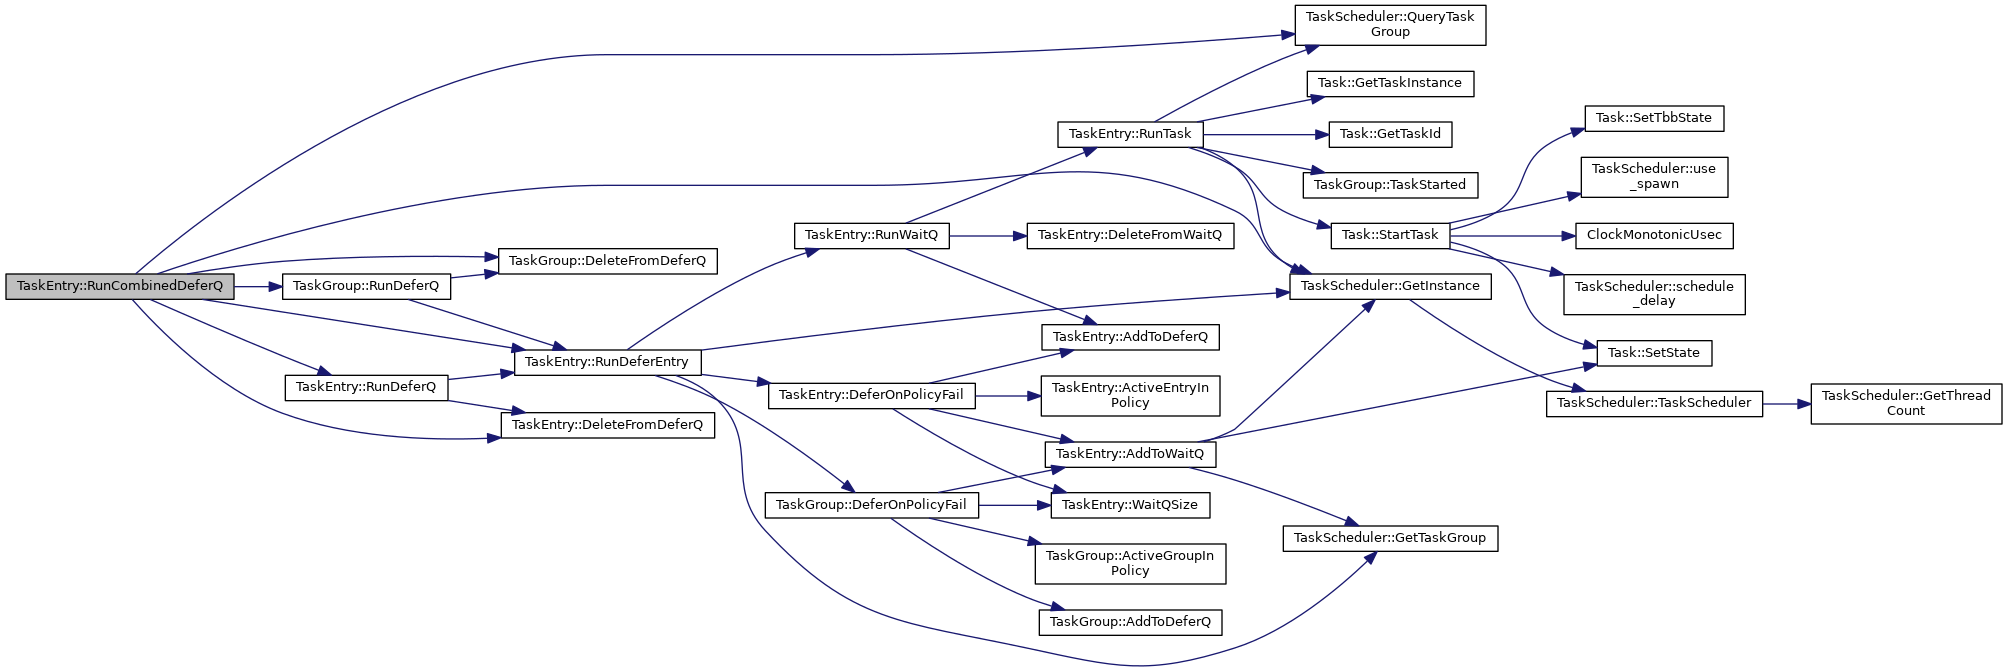 TaskScheduler::QueryTask
Group
Task::GetTaskInstance
Task::SetTbbState
TaskEntry::RunTask
Task::GetTaskId
TaskScheduler::use
_spawn
TaskGroup::TaskStarted
TaskEntry::RunWaitQ
TaskEntry::DeleteFromWaitQ
Task::StartTask
ClockMonotonicUsec
TaskGroup::DeleteFromDeferQ
TaskEntry::RunCombinedDeferQ
TaskGroup::RunDeferQ
TaskScheduler::GetInstance
TaskScheduler::schedule
_delay
TaskEntry::AddToDeferQ
Task::SetState
TaskEntry::RunDeferEntry
TaskEntry::RunDeferQ
TaskEntry::DeferOnPolicyFail
TaskEntry::ActiveEntryIn
Policy
TaskScheduler::TaskScheduler
TaskScheduler::GetThread
Count
TaskEntry::DeleteFromDeferQ
TaskEntry::AddToWaitQ
TaskGroup::DeferOnPolicyFail
TaskEntry::WaitQSize
TaskScheduler::GetTaskGroup
TaskGroup::ActiveGroupIn
Policy
TaskGroup::AddToDeferQ